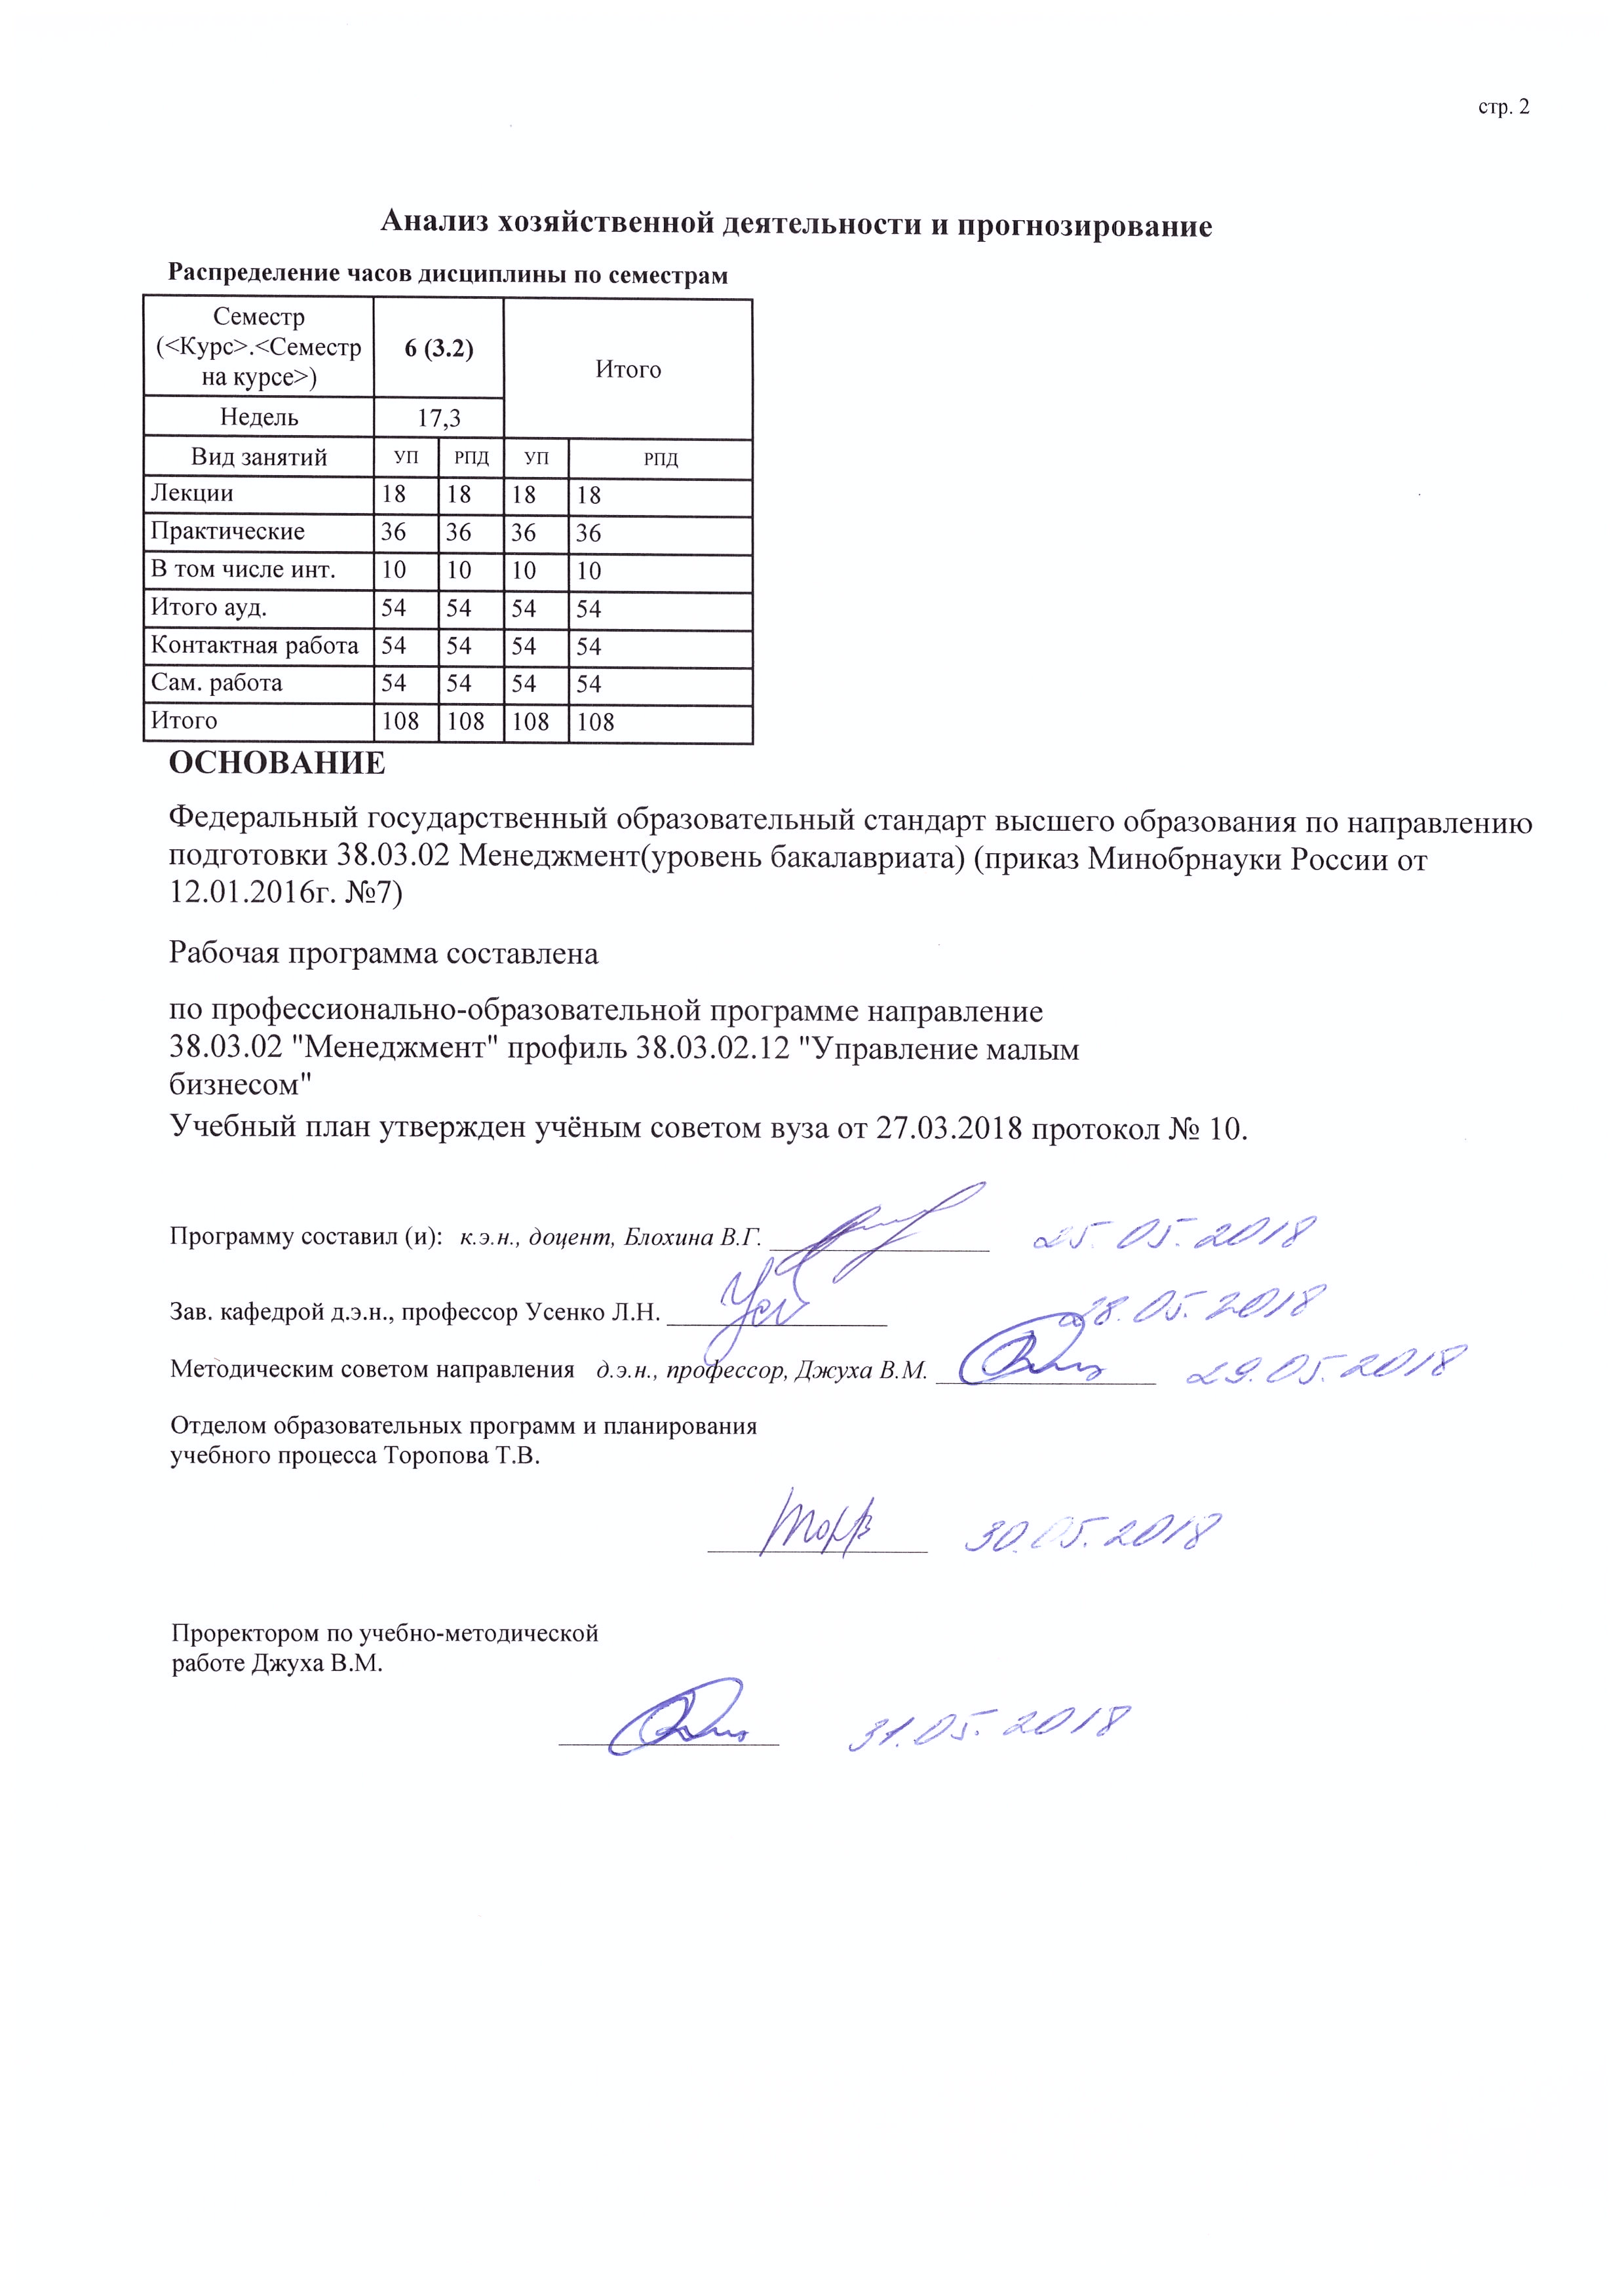 стр. 2
Анализ хозяйственной деятельности и прогнозирование
Распределение часов дисциплины по семестрам
Семестр
(<Курс>.<Семестр
на курсе>)
6 (3.2)
Итого
Недель 17,3
Вид занятий УП РПД УП РПД
Лекции 18 18 18 18
Практические 36 36 36 36
В том числе инт. 10 10 10 10
Итого ауд. 54 54 54 54
Контактная работа 54 54 54 54
Сам. работа 54 54 54 54
Итого 108 108 108 108
ОСНОВАНИЕ
Федеральный государственный образовательный стандарт высшего образования по направлению
подготовки 38.03.02 Менеджмент(уровень бакалавриата) (приказ Минобрнауки России от
12.01.2016г. №7)
Рабочая программа составлена
по профессионально-образовательной программе направление
38.03.02 "Менеджмент" профиль 38.03.02.12 "Управление малым
бизнесом"
Учебный план утвержден учёным советом вуза от 27.03.2018 протокол № 10.
Программу составил (и): к.э.н., доцент, Блохина В.Г. 25.05.2018
Зав. кафедрой д.э.н., профессор Усенко Л.Н. 28.05.2018
Методическим советом направления д.э.н., профессор, Джуха В.М. 29.05.2018
Отделом образовательных программ и планирования
учебного процесса Торопова Т.В.
30.05.2018
Проректором по учебно-методической
работе Джуха В.М.
31.05.2018